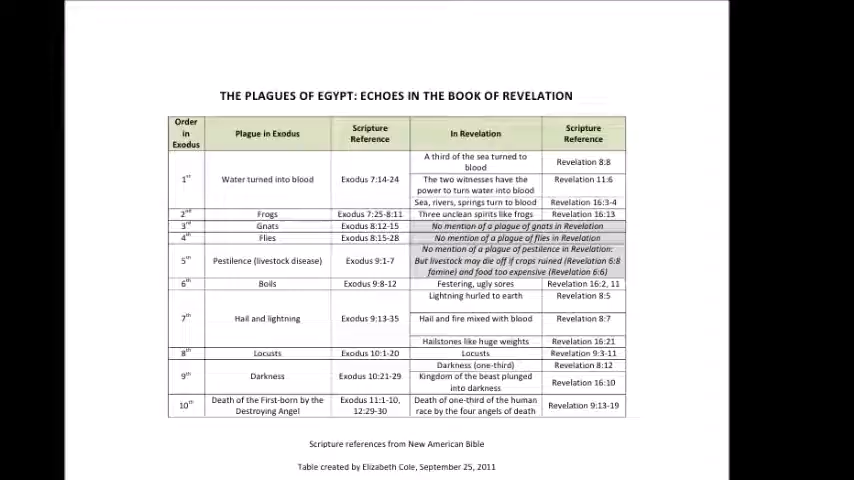 THE PLAGUES OF EGYPT: ECHOES IN THE BOOK OF REVELATION
Order in Exodus | Plague in Exodus | Scripture Reference | In Revelation | Scripture Reference
1st | Water turned into blood | Exodus 7:14-24 | A third of the sea turned to blood | Revelation 8:8
The two witnesses have the power to turn water into blood | Revelation 11:6
Sea, rivers, springs turn to blood | Revelation 16:3-4
2nd | Frogs | Exodus 7:25-8:11 | Three unclean spirits like frogs | Revelation 16:13
3rd | Gnats | Exodus 8:12-15 | No mention of a plague of gnats in Revelation
4th | Flies | Exodus 8:15-28 | No mention of a plague of flies in Revelation
5th | Pestilence (livestock disease) | Exodus 9:1-7 | No mention of a plague of pestilence in Revelation: But livestock may die off if crops ruined (Revelation 6:8 famine) and food too expensive (Revelation 6:6)
6th | Boils | Exodus 9:8-12 | Festering, ugly sores | Revelation 16:2, 11
7th | Hail and lightning | Exodus 9:13-35 | Lightning hurled to earth | Revelation 8:5
Hail and fire mixed with blood | Revelation 8:7
Hailstones like huge weights | Revelation 16:21
8th | Locusts | Exodus 10:1-20 | Locusts | Revelation 9:3-11
9th | Darkness | Exodus 10:21-29 | Darkness (one-third) | Revelation 8:12
Kingdom of the beast plunged into darkness | Revelation 16:10
10th | Death of the First-born by the Destroying Angel | Exodus 11:1-10, 12:29-30 | Death of one-third of the human race by the four angels of death | Revelation 9:13-19
Scripture references from New American Bible
Table created by Elizabeth Cole, September 25, 2011